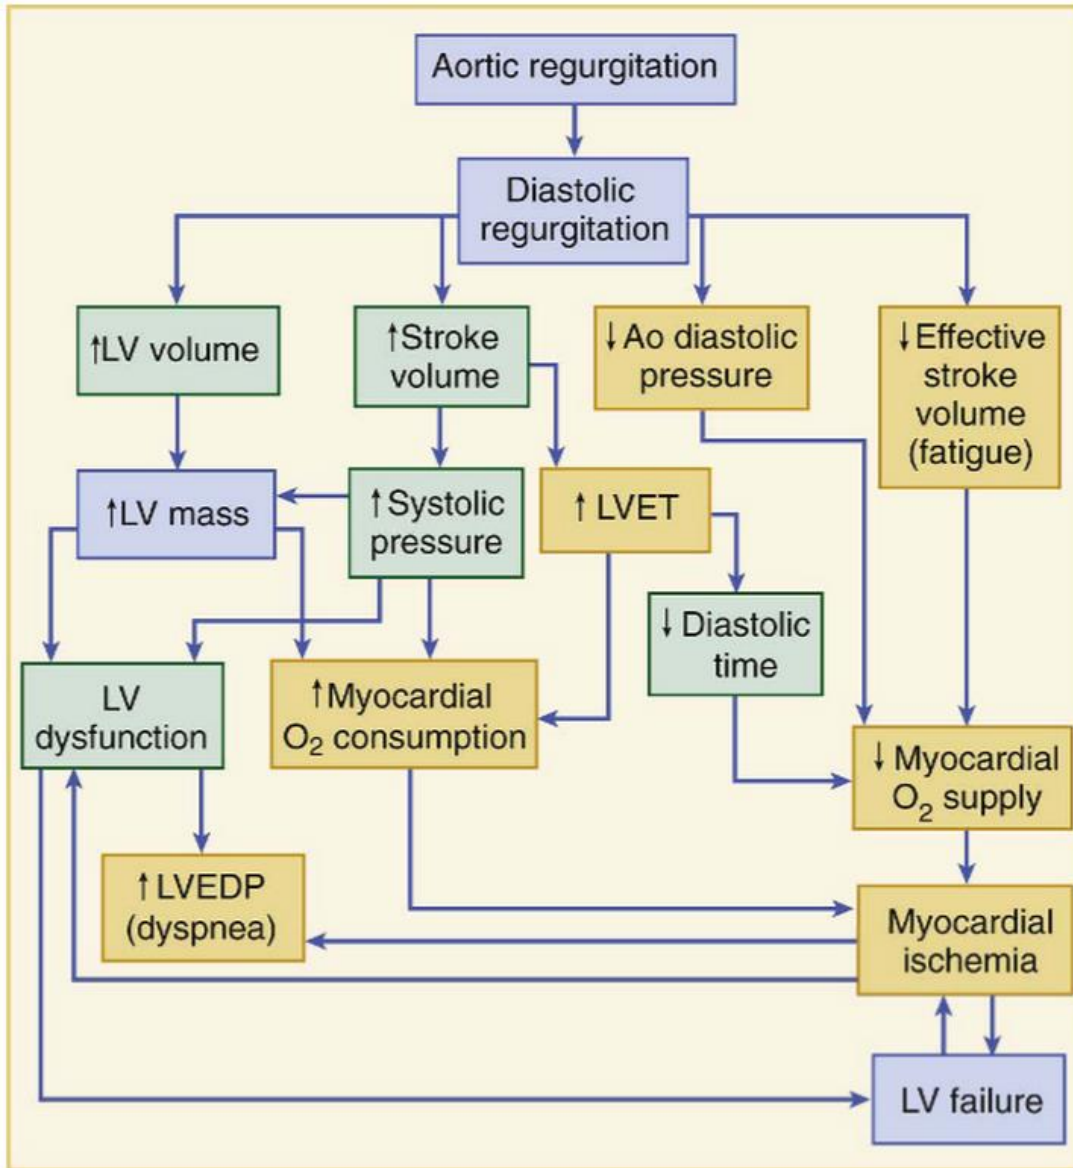 Aortic regurgitation
Diastolic
regurgitation
↑LV volume
↑Stroke
volume
↓Ao diastolic
pressure
↓Effective
stroke
volume
(fatigue)
↑LV mass
↑Systolic
pressure
↑ LVET
↓ Diastolic
time
LV
dysfunction
↑Myocardial
O₂ consumption
↓ Myocardial
O₂ supply
↑ LVEDP
(dyspnea)
Myocardial
ischemia
LV failure